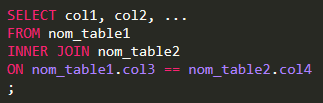 SELECT col1, col2, ...
FROM nom_table1
INNER JOIN nom_table2
ON nom_table1.col3 == nom_table2.col4
;